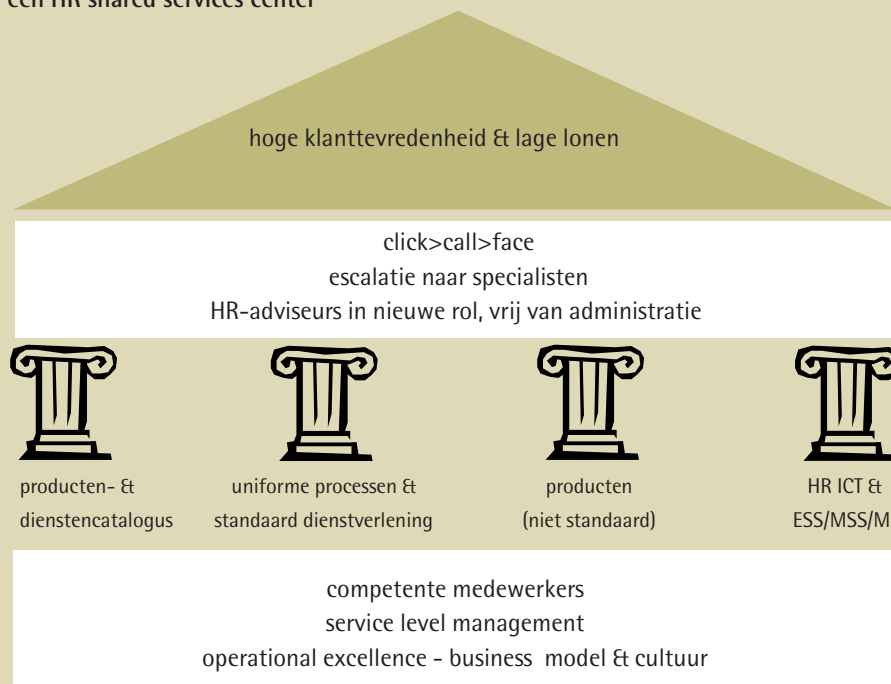 een HR shared services center
hoge klanttevredenheid & lage lonen
click>call>face
escalatie naar specialisten
HR-adviseurs in nieuwe rol, vrij van administratie
producten- &
dienstencatalogus
uniforme processen &
standaard dienstverlening
producten
(niet standaard)
HR ICT &
ESS/MSS/M
competente medewerkers
service level management
operational excellence - business model & cultuur